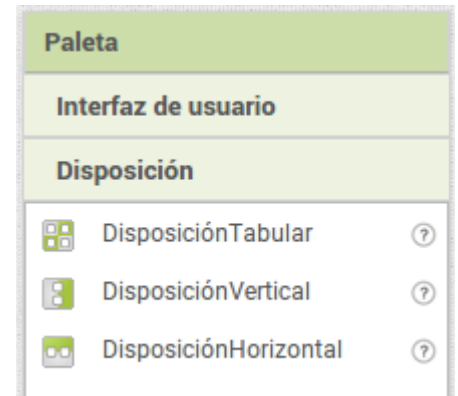 Paleta
Interfaz de usuario
Disposición
DisposiciónTabular ?
DisposiciónVertical ?
DisposiciónHorizontal ?